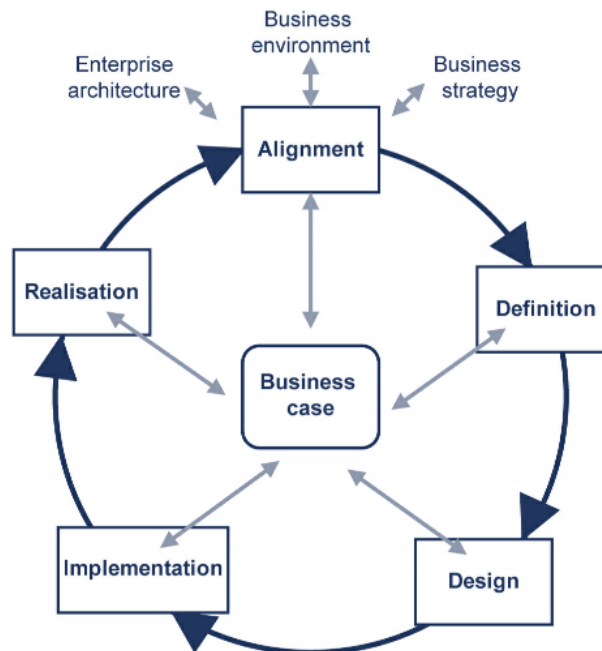 Business
environment
Enterprise
architecture
Business
strategy
Alignment
Realisation
Definition
Business
case
Implementation
Design